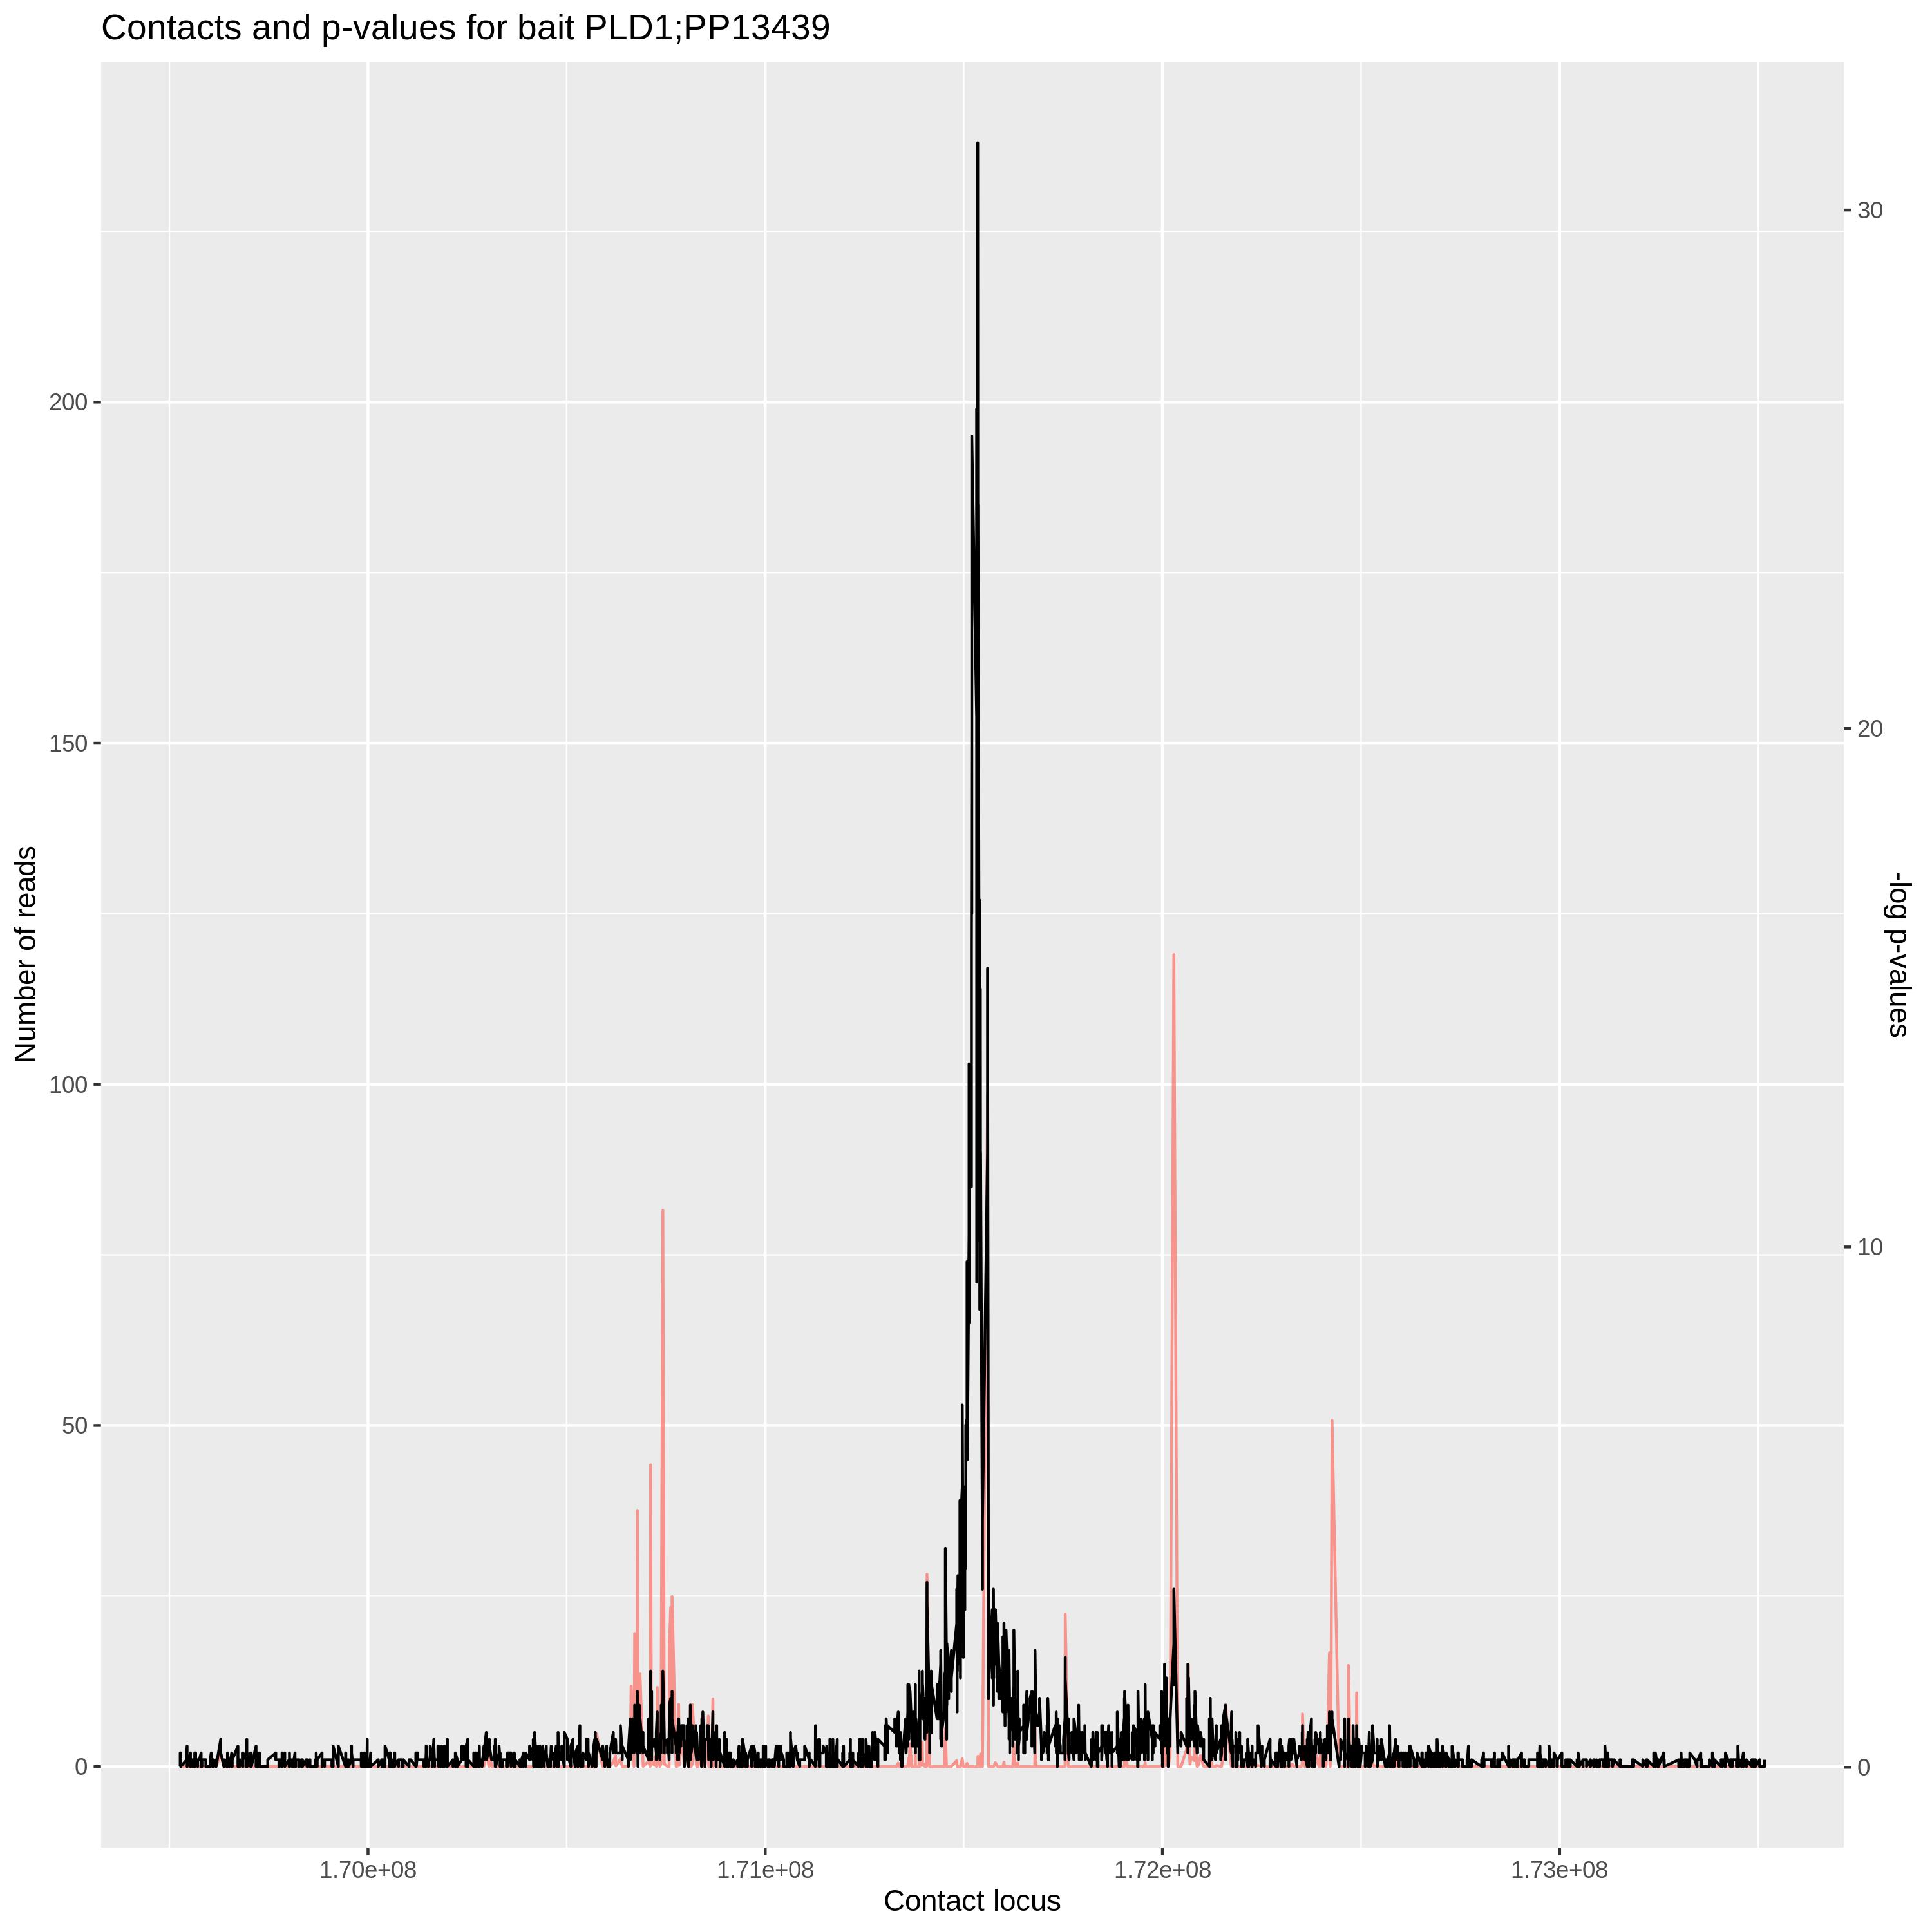 Contacts and p-values for bait PLD1;PP13439
Number of reads
200
150
100
50
0
30
20
10
0
-log p-values
1.70e+08
1.71e+08
1.72e+08
1.73e+08
Contact locus